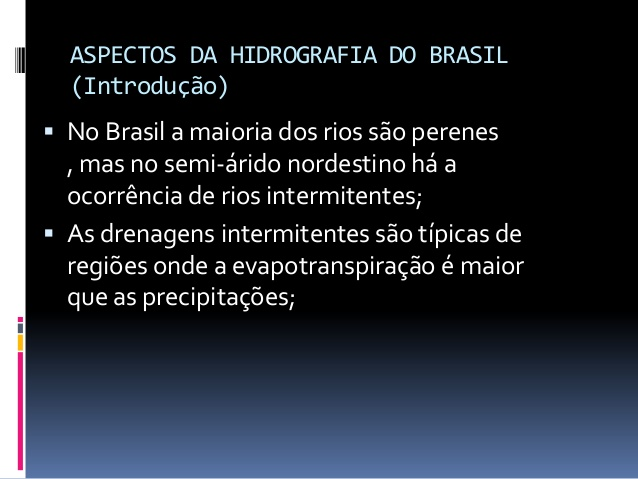 ASPECTOS DA HIDROGRAFIA DO BRASIL
(Introdução)
▪ No Brasil a maioria dos rios são perenes
, mas no semi-árido nordestino há a
ocorrência de rios intermitentes;
▪ As drenagens intermitentes são típicas de
regiões onde a evapotranspiração é maior
que as precipitações;